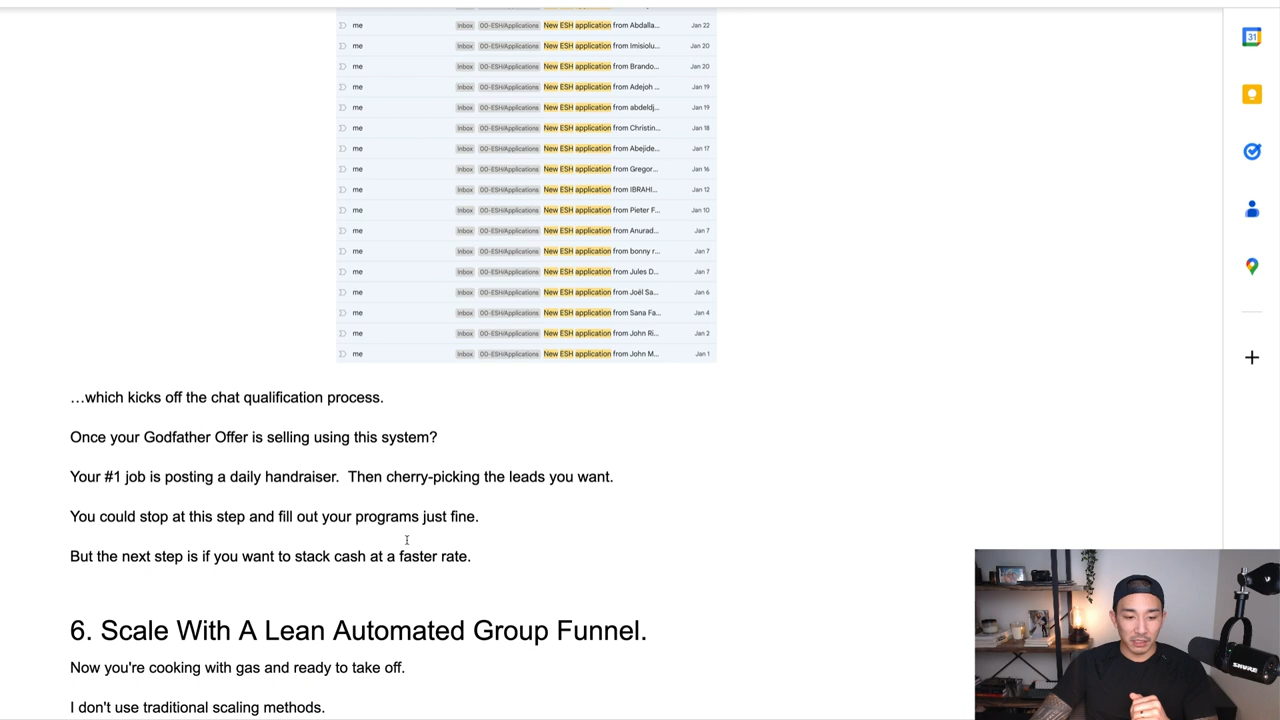 me Inbox 00-ESH/Applications New ESH application from Abdalla... Jan 22
me Inbox 00-ESH/Applications New ESH application from Imisiolu... Jan 20
me Inbox 00-ESH/Applications New ESH application from Brando... Jan 20
me Inbox 00-ESH/Applications New ESH application from Adejoh ... Jan 19
me Inbox 00-ESH/Applications New ESH application from abdeldj... Jan 19
me Inbox 00-ESH/Applications New ESH application from Christin... Jan 18
me Inbox 00-ESH/Applications New ESH application from Abejide... Jan 17
me Inbox 00-ESH/Applications New ESH application from Gregor... Jan 16
me Inbox 00-ESH/Applications New ESH application from IBRAHI... Jan 12
me Inbox 00-ESH/Applications New ESH application from Pieter F... Jan 10
me Inbox 00-ESH/Applications New ESH application from Anurad... Jan 7
me Inbox 00-ESH/Applications New ESH application from bonny r... Jan 7
me Inbox 00-ESH/Applications New ESH application from Jules D... Jan 7
me Inbox 00-ESH/Applications New ESH application from Joël Sa... Jan 6
me Inbox 00-ESH/Applications New ESH application from Sana Fa... Jan 4
me Inbox 00-ESH/Applications New ESH application from John Ri... Jan 2
me Inbox 00-ESH/Applications New ESH application from John M... Jan 1
…which kicks off the chat qualification process.
Once your Godfather Offer is selling using this system?
Your #1 job is posting a daily handraiser.  Then cherry-picking the leads you want.
You could stop at this step and fill out your programs just fine.
But the next step is if you want to stack cash at a faster rate.
6. Scale With A Lean Automated Group Funnel.
Now you're cooking with gas and ready to take off.
I don't use traditional scaling methods.
31
SHURE